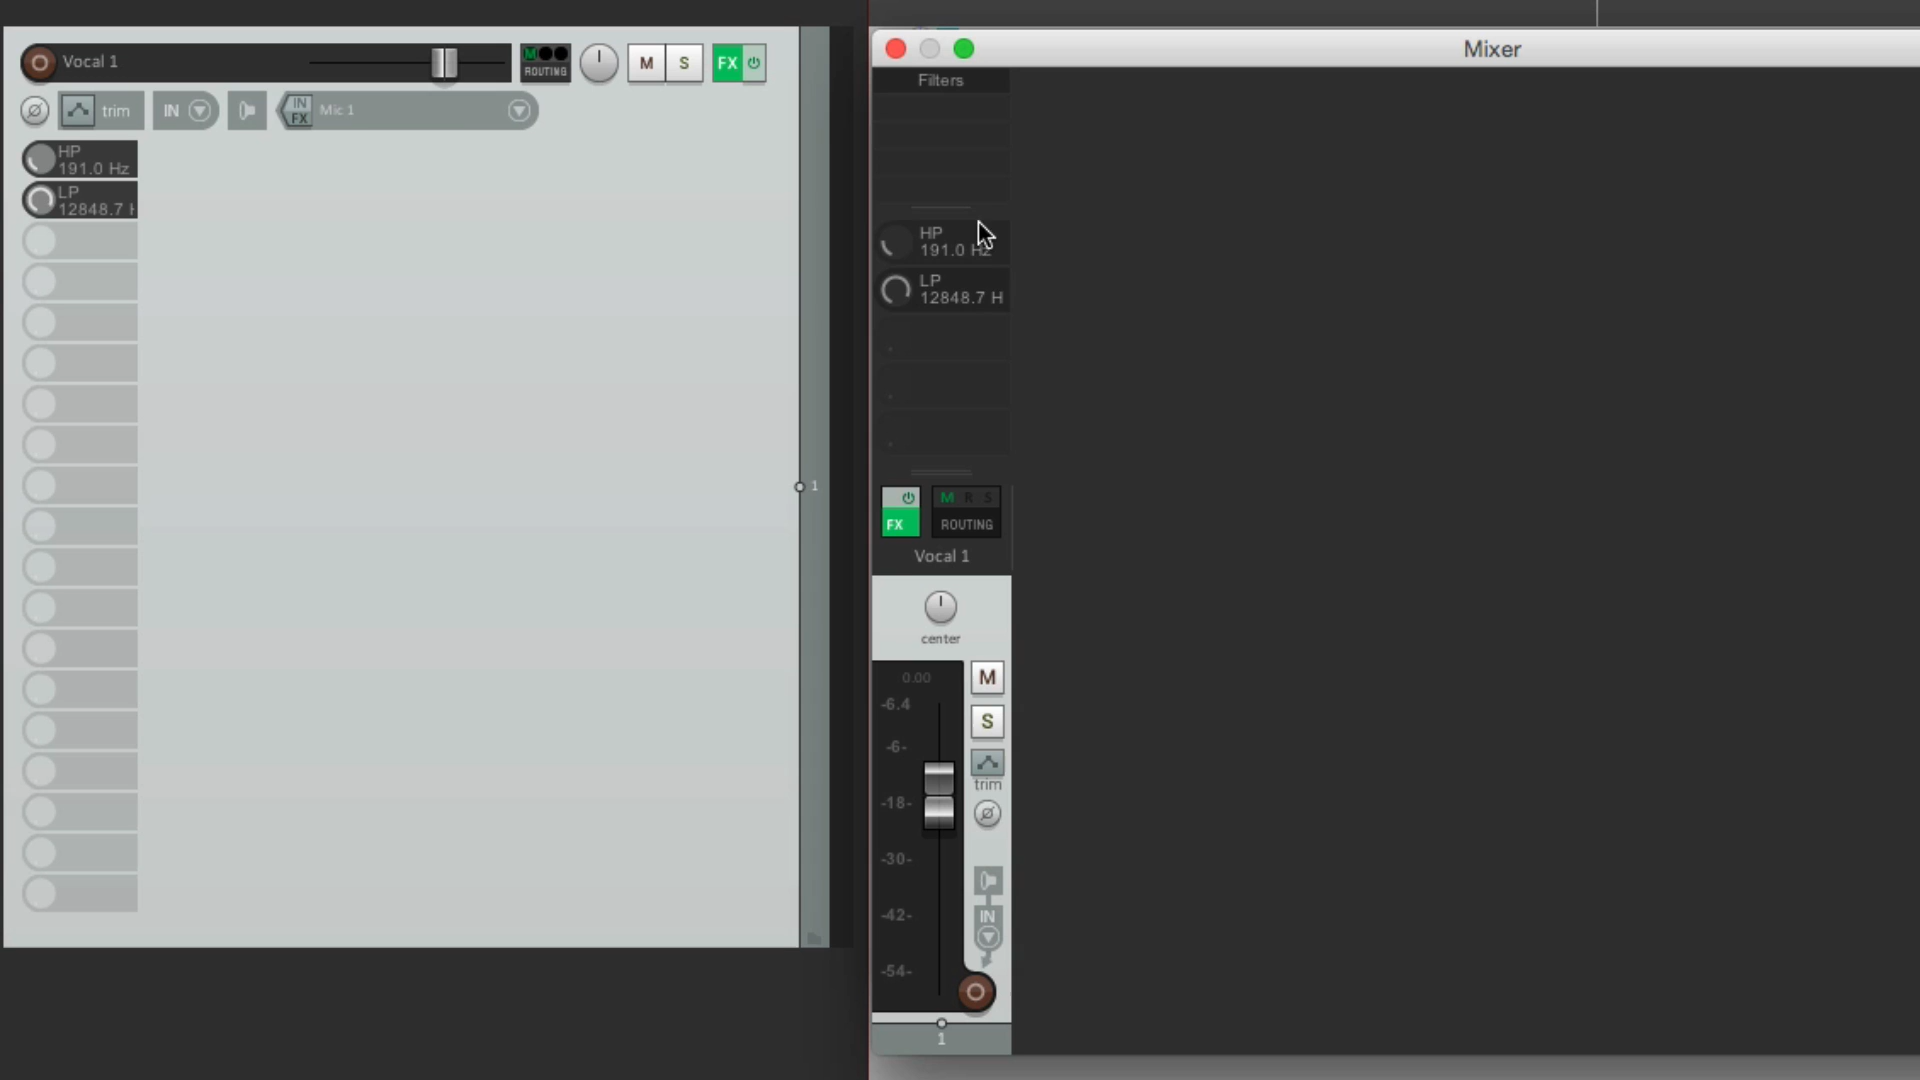 Vocal 1
M
ROUTING
M
S
FX
trim
IN
IN
FX
Mic 1
HP
191.0 Hz
LP
12848.7 H
1
Mixer
Filters
HP
191.0 Hz
LP
12848.7 H
FX
M R S
ROUTING
Vocal 1
center
0.00
M
-6.4
S
-6-
trim
-18-
-30-
IN
-42-
-54-
1